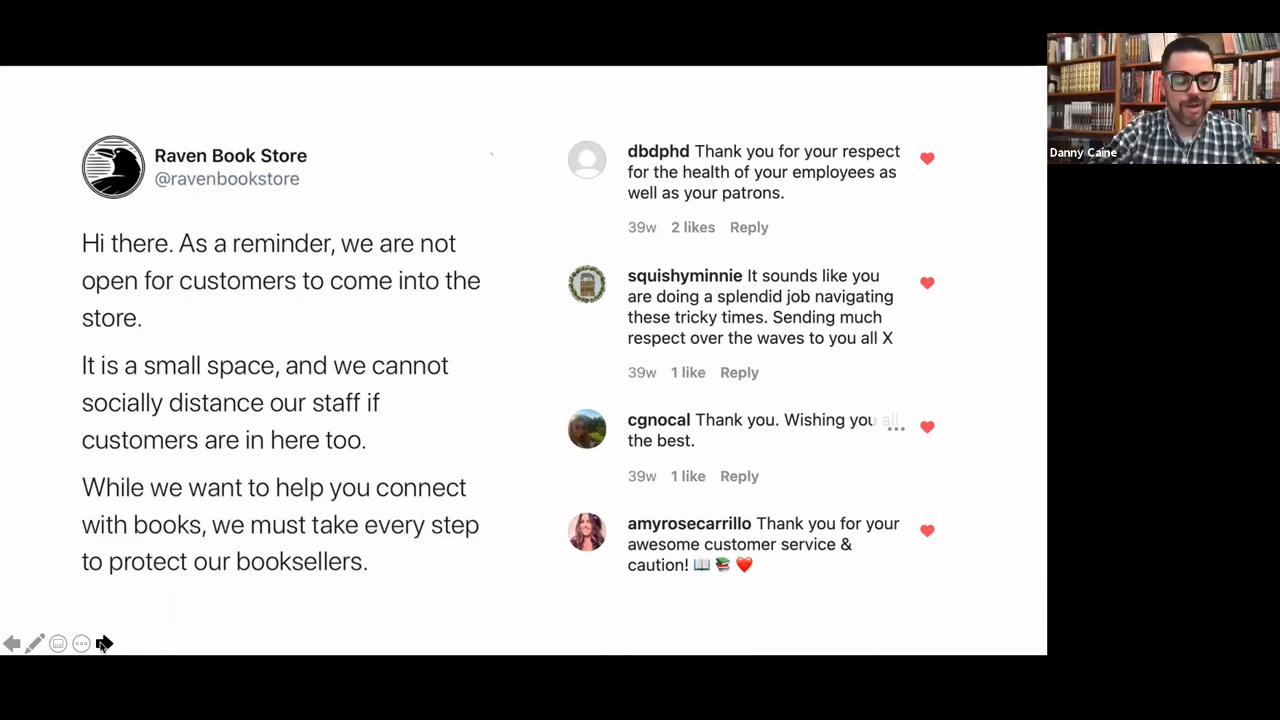 Raven Book Store
@ravenbookstore
Hi there. As a reminder, we are not
open for customers to come into the
store.
It is a small space, and we cannot
socially distance our staff if
customers are in here too.
While we want to help you connect
with books, we must take every step
to protect our booksellers.
dbdphd Thank you for your respect
for the health of your employees as
well as your patrons.
39w 2 likes Reply
squishyminnie It sounds like you
are doing a splendid job navigating
these tricky times. Sending much
respect over the waves to you all X
39w 1 like Reply
cgnocal Thank you. Wishing you all
the best.
39w 1 like Reply
amyrosecarrillo Thank you for your
awesome customer service &
caution! 📖 📚 ❤️
Danny Caine